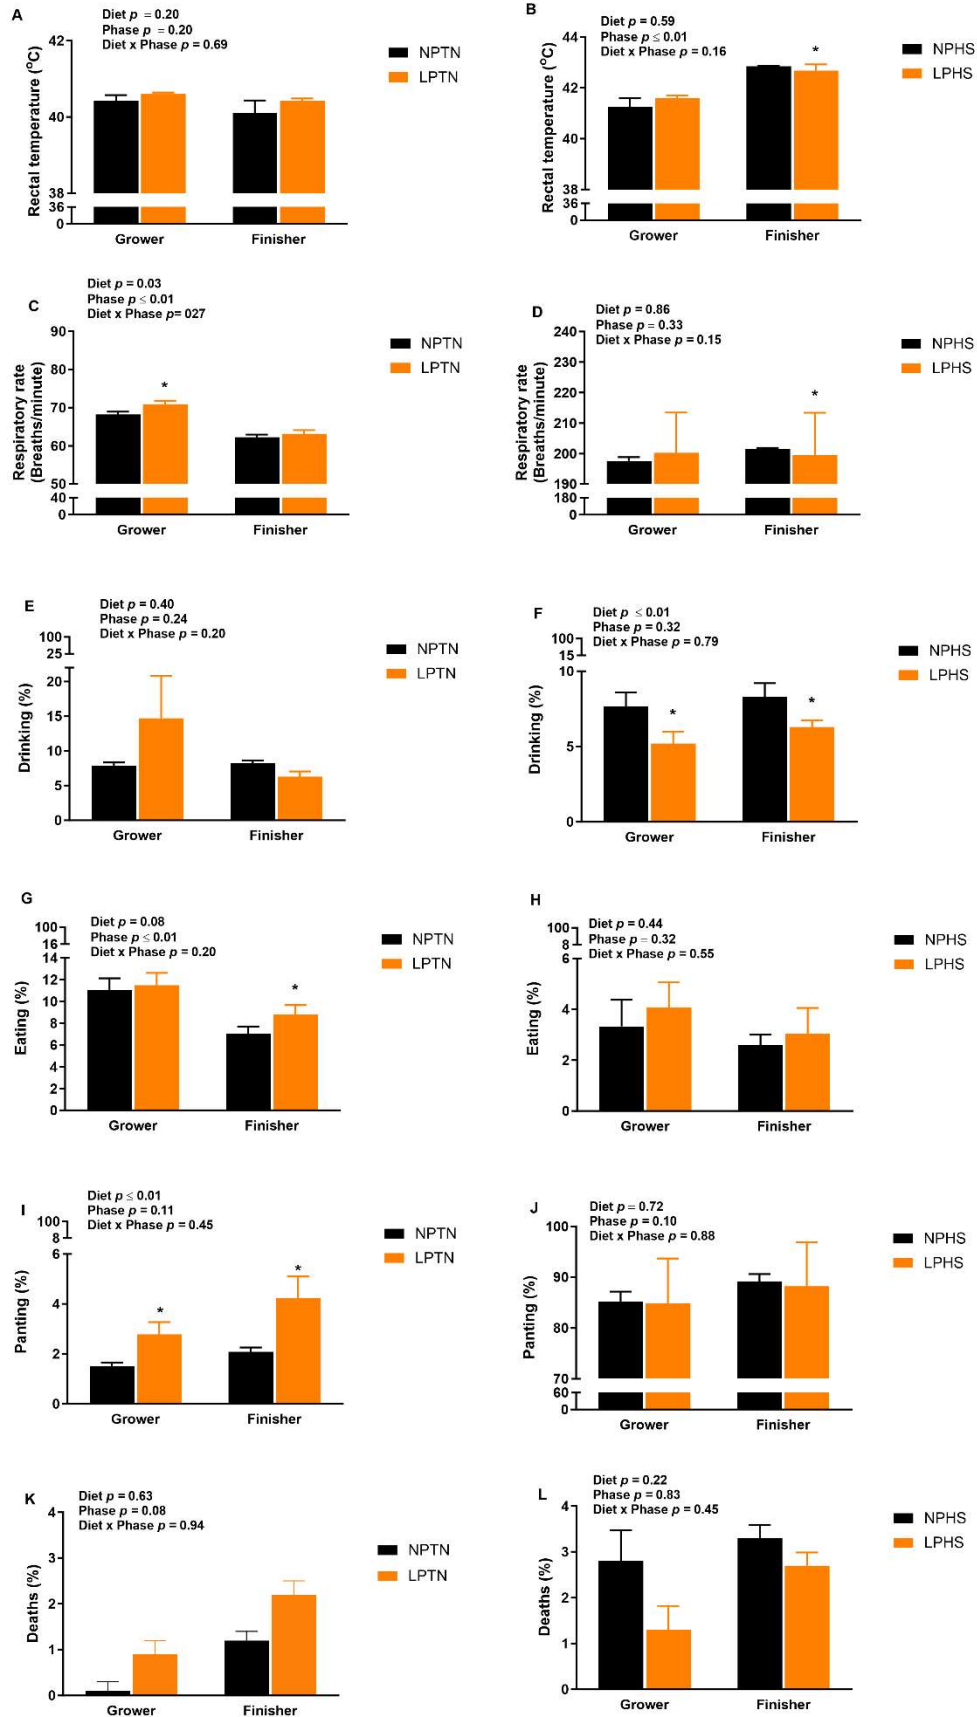 A
Diet p = 0.20
Phase p = 0.20
Diet x Phase p = 0.69
Rectal temperature (°C)
42
40
38
36
0
Grower
Finisher
NPTN
LPTN
B
Diet p = 0.59
Phase p ≤ 0.01
Diet x Phase p = 0.16
Rectal temperature (°C)
44
42
40
38
36
0
*
Grower
Finisher
NPHS
LPHS
C
Diet p = 0.03
Phase p ≤ 0.01
Diet x Phase p= 027
Respiratory rate
(Breaths/minute)
90
80
70
60
50
40
0
*
Grower
Finisher
NPTN
LPTN
D
Diet p = 0.86
Phase p = 0.33
Diet x Phase p = 0.15
Respiratory rate
(Breaths/minute)
240
230
220
210
200
190
180
0
*
Grower
Finisher
NPHS
LPHS
E
Diet p = 0.40
Phase p = 0.24
Diet x Phase p = 0.20
Drinking (%)
100
25
20
15
10
5
0
Grower
Finisher
NPTN
LPTN
F
Diet p ≤ 0.01
Phase p = 0.32
Diet x Phase p = 0.79
Drinking (%)
100
15
10
5
0
*
*
Grower
Finisher
NPHS
LPHS
G
Diet p = 0.08
Phase p ≤ 0.01
Diet x Phase p = 0.20
Eating (%)
100
16
14
12
10
8
6
4
2
0
*
Grower
Finisher
NPTN
LPTN
H
Diet p = 0.44
Phase p = 0.32
Diet x Phase p = 0.55
Eating (%)
100
8
6
4
2
0
Grower
Finisher
NPHS
LPHS
I
Diet p ≤ 0.01
Phase p = 0.11
Diet x Phase p = 0.45
Panting (%)
100
8
6
4
2
0
*
*
Grower
Finisher
NPTN
LPTN
J
Diet p = 0.72
Phase p = 0.10
Diet x Phase p = 0.88
Panting (%)
100
90
80
70
60
0
Grower
Finisher
NPHS
LPHS
K
Diet p = 0.63
Phase p = 0.08
Diet x Phase p = 0.94
Deaths (%)
4
3
2
1
0
Grower
Finisher
NPTN
LPTN
L
Diet p = 0.22
Phase p = 0.83
Diet x Phase p = 0.45
Deaths (%)
4
3
2
1
0
Grower
Finisher
NPHS
LPHS